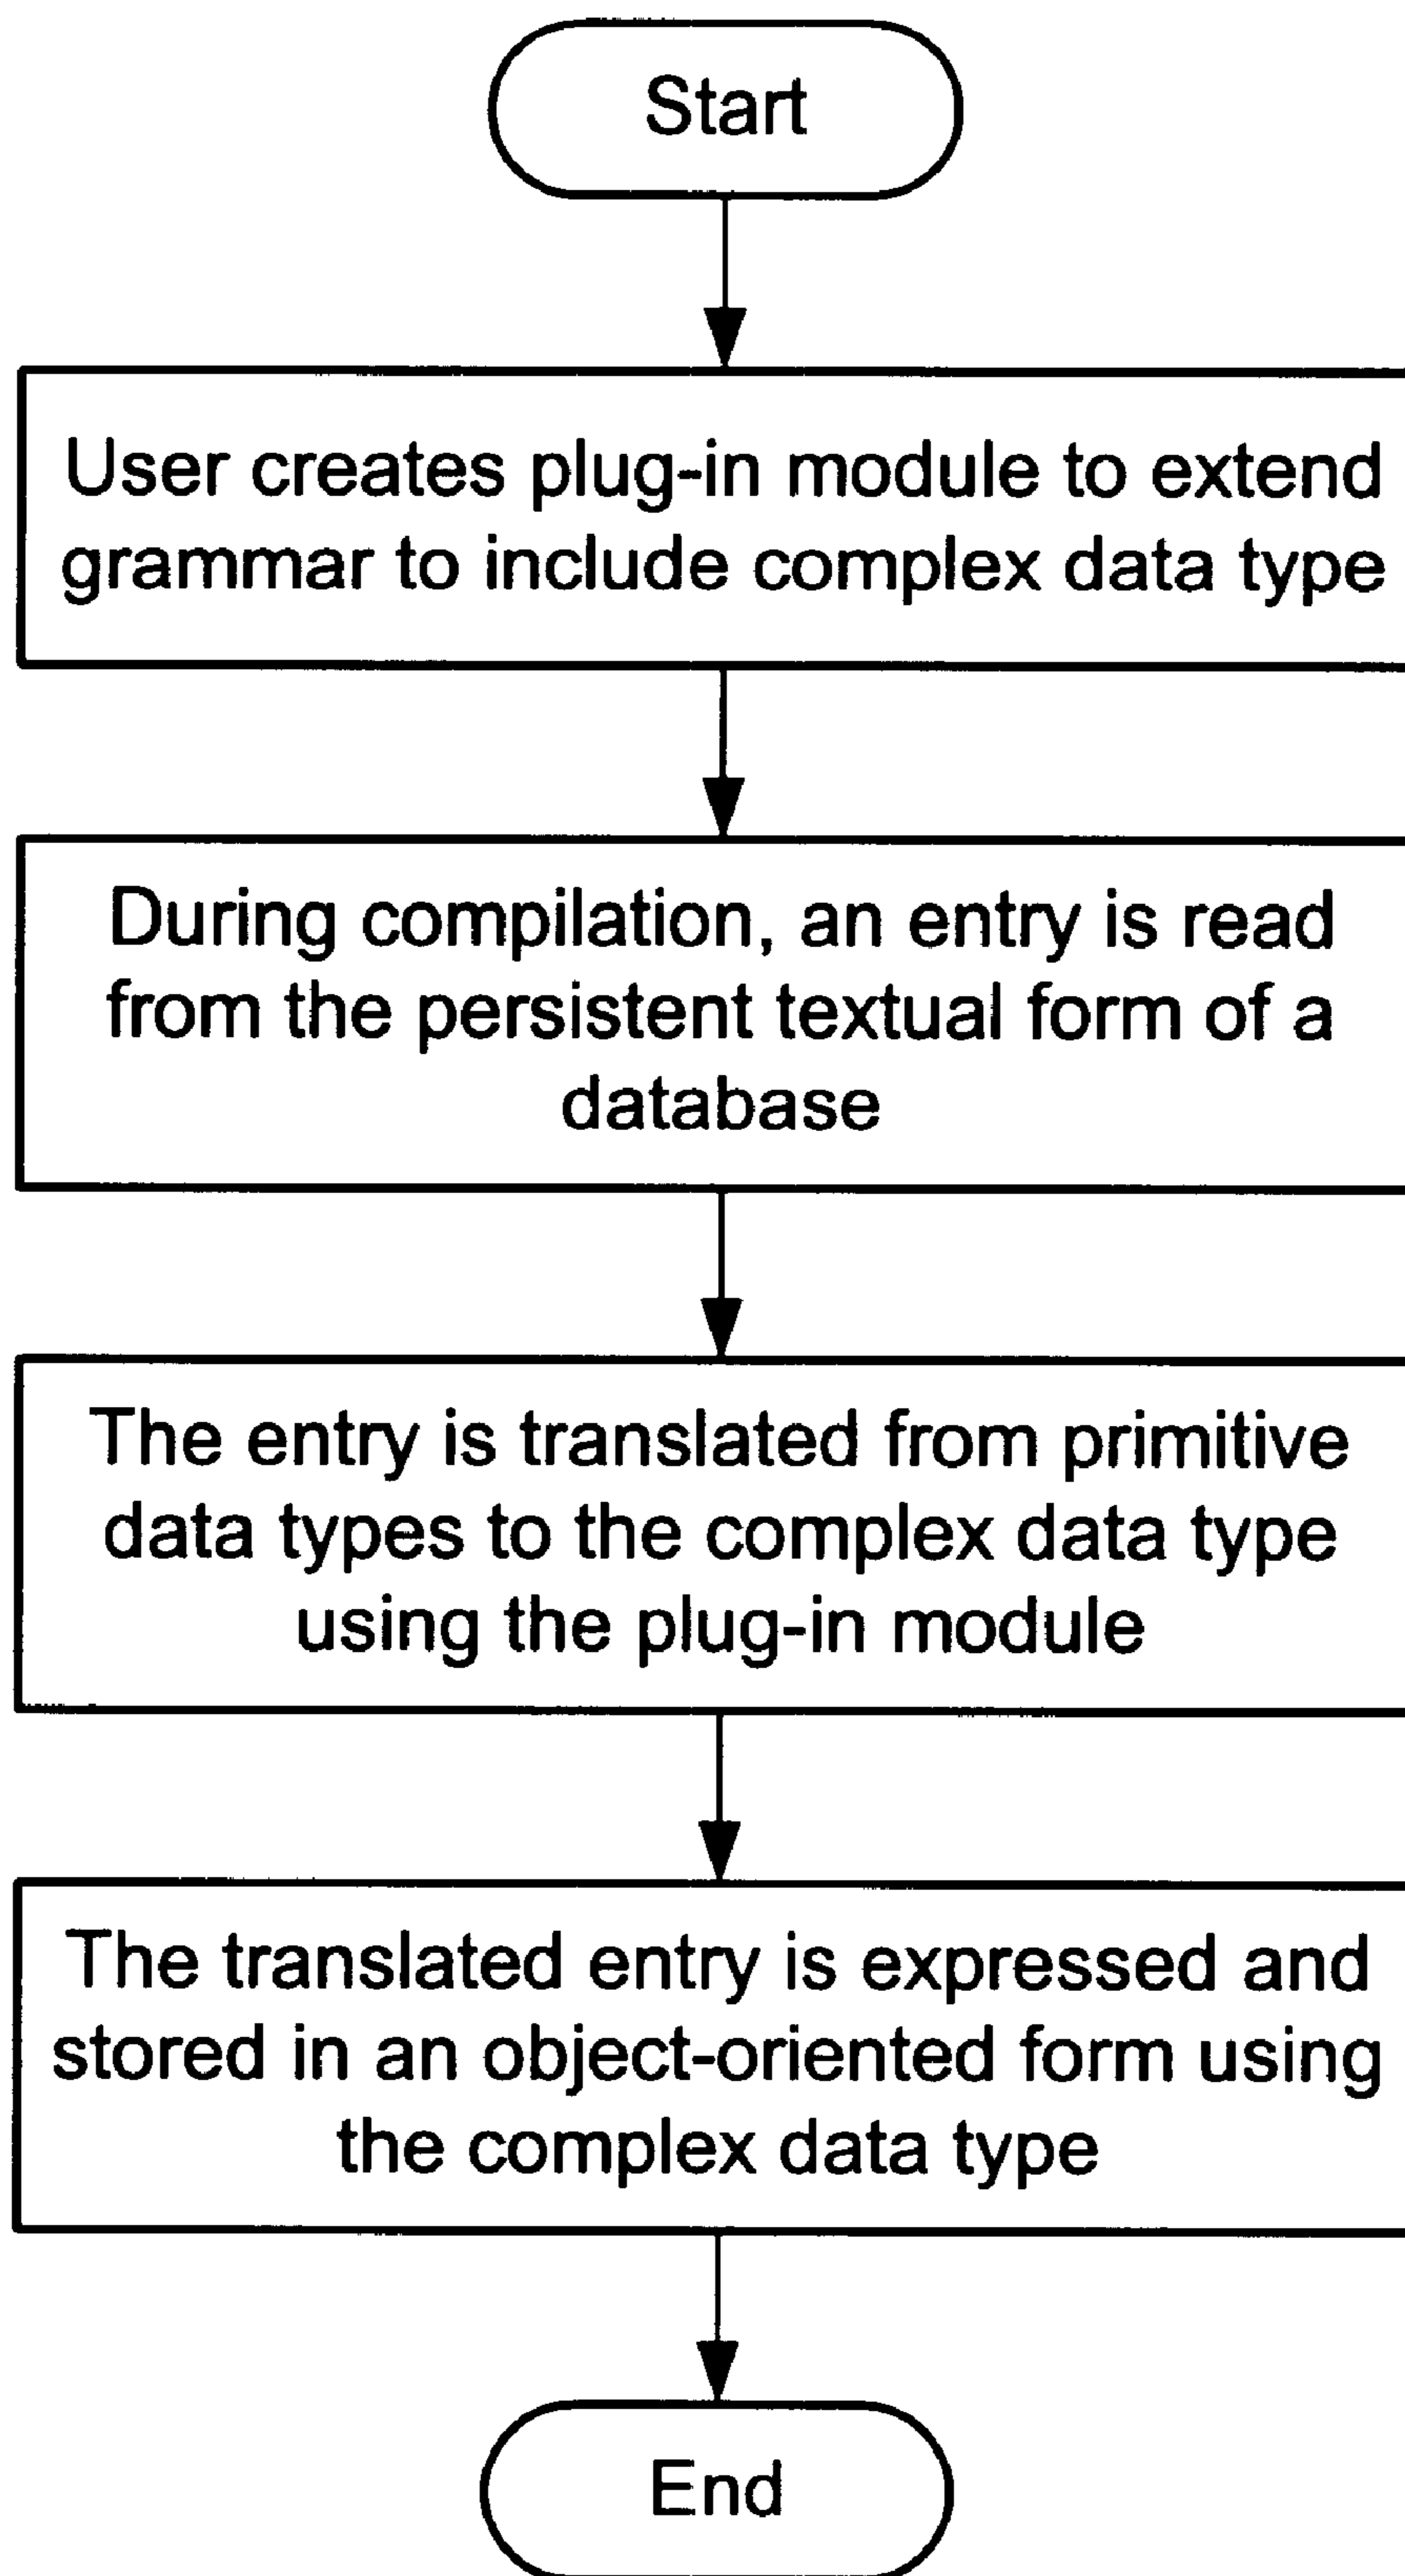 Start
User creates plug-in module to extend
grammar to include complex data type
During compilation, an entry is read
from the persistent textual form of a
database
The entry is translated from primitive
data types to the complex data type
using the plug-in module
The translated entry is expressed and
stored in an object-oriented form using
the complex data type
End